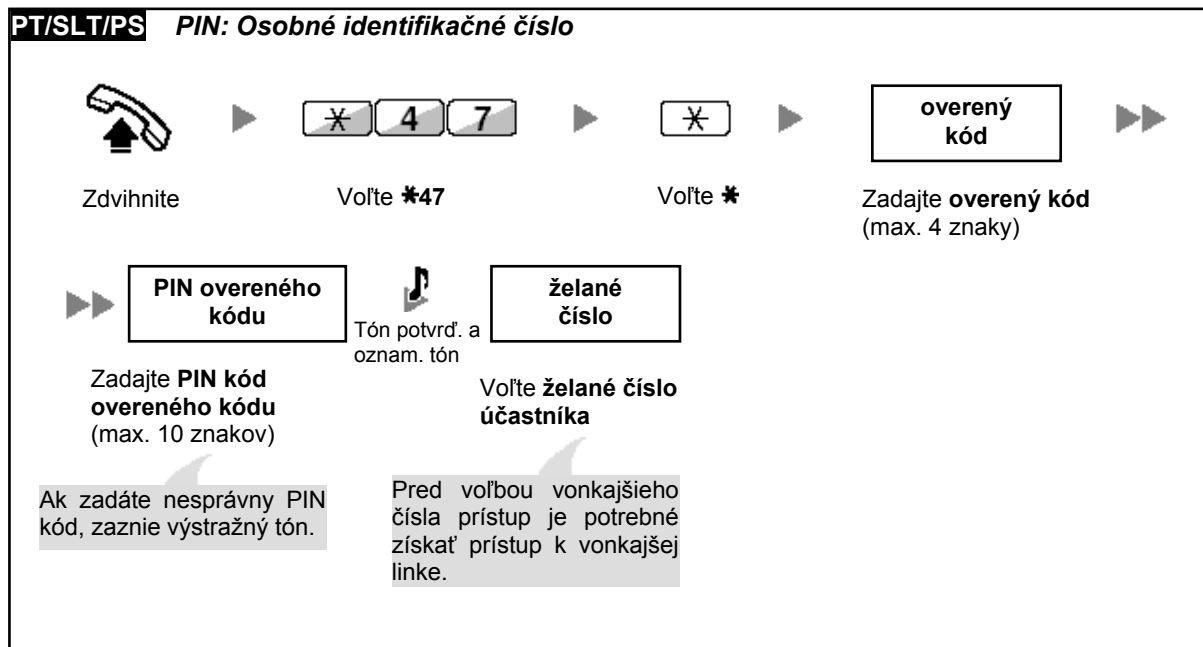 PT/SLT/PS PIN: Osobné identifikačné číslo
* 4 7
*
overený
kód
Zdvihnite
Voľte *47
Voľte *
Zadajte overený kód
(max. 4 znaky)
PIN overeného
kódu
Tón potvrď. a
oznam. tón
želané
číslo
Zadajte PIN kód
overeného kódu
(max. 10 znakov)
Voľte želané číslo
účastníka
Ak zadáte nesprávny PIN
kód, zaznie výstražný tón.
Pred voľbou vonkajšieho
čísla prístup je potrebné
získať prístup k vonkajšej
linke.